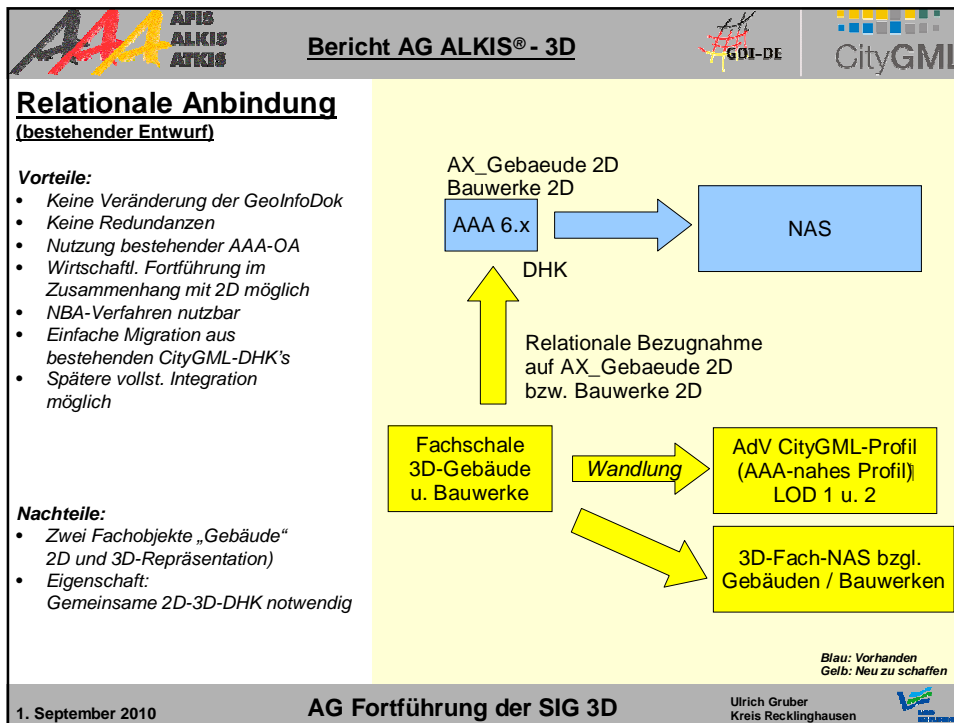 AFIS
ALKIS
ATKIS
Bericht AG ALKIS® - 3D
GDI-DE
CityGML
Relationale Anbindung
(bestehender Entwurf)
Vorteile:
• Keine Veränderung der GeoInfoDok
• Keine Redundanzen
• Nutzung bestehender AAA-OA
• Wirtschaftl. Fortführung im
Zusammenhang mit 2D möglich
• NBA-Verfahren nutzbar
• Einfache Migration aus
bestehenden CityGML-DHK's
• Spätere vollst. Integration
möglich
Nachteile:
• Zwei Fachobjekte „Gebäude“
2D und 3D-Repräsentation)
• Eigenschaft:
Gemeinsame 2D-3D-DHK notwendig
AX_Gebaeude 2D
Bauwerke 2D
AAA 6.x
NAS
DHK
Relationale Bezugnahme
auf AX_Gebaeude 2D
bzw. Bauwerke 2D
Fachschale
3D-Gebäude
u. Bauwerke
Wandlung
AdV CityGML-Profil
(AAA-nahes Profil)
LOD 1 u. 2
3D-Fach-NAS bzgl.
Gebäuden / Bauwerken
Blau: Vorhanden
Gelb: Neu zu schaffen
1. September 2010
AG Fortführung der SIG 3D
Ulrich Gruber
Kreis Recklinghausen